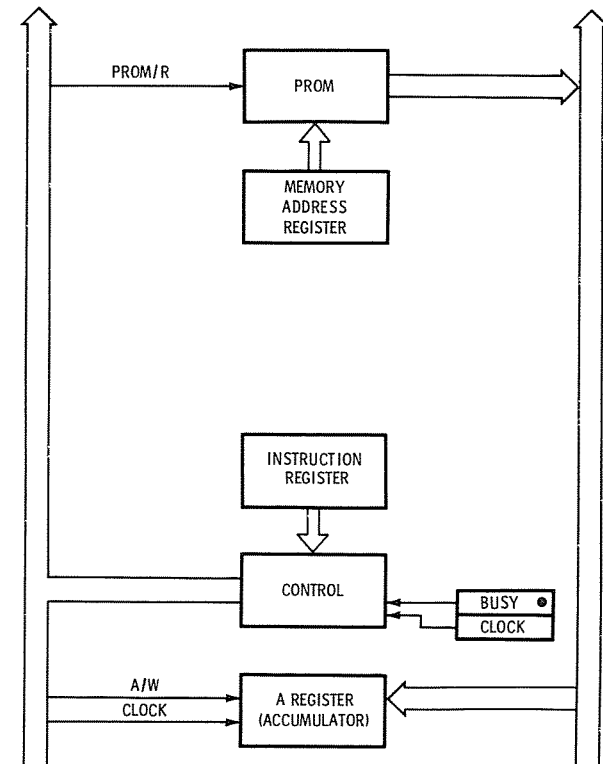 PROM/R
PROM
MEMORY
ADDRESS
REGISTER
INSTRUCTION
REGISTER
CONTROL
BUSY
CLOCK
A/W
CLOCK
A REGISTER
(ACCUMULATOR)